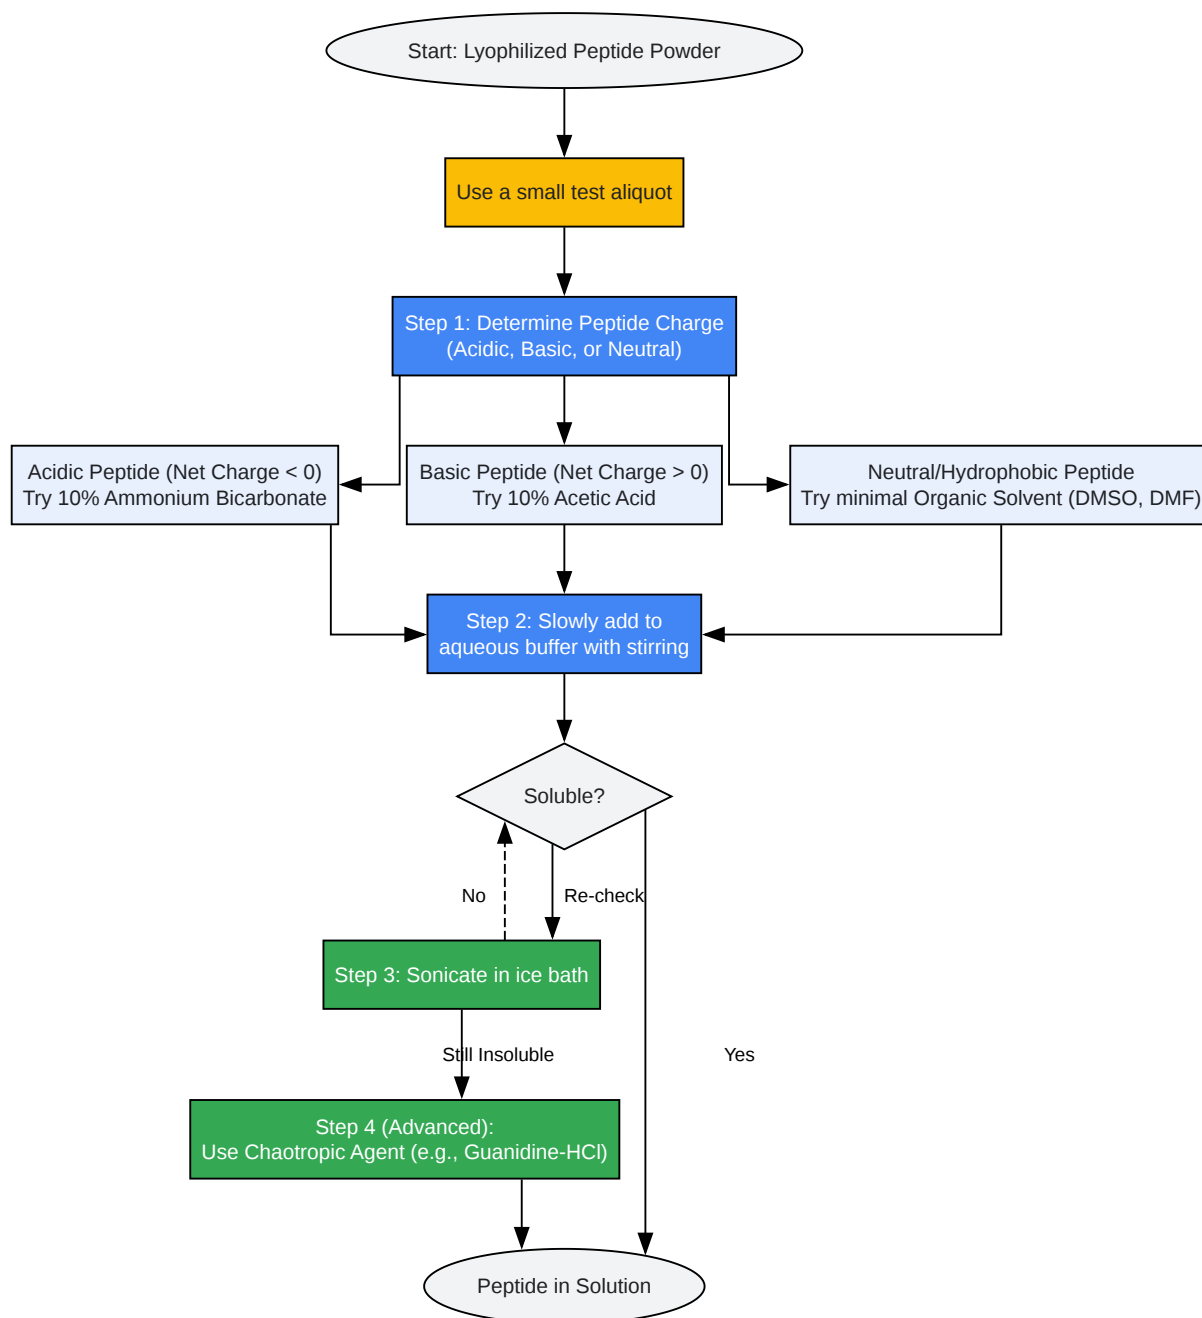 Start: Lyophilized Peptide Powder
Use a small test aliquot
Step 1: Determine Peptide Charge
(Acidic, Basic, or Neutral)
Acidic Peptide (Net Charge < 0)
Try 10% Ammonium Bicarbonate
Basic Peptide (Net Charge > 0)
Try 10% Acetic Acid
Neutral/Hydrophobic Peptide
Try minimal Organic Solvent (DMSO, DMF)
Step 2: Slowly add to
aqueous buffer with stirring
Soluble?
No
Re-check
Step 3: Sonicate in ice bath
Still Insoluble
Yes
Step 4 (Advanced):
Use Chaotropic Agent (e.g., Guanidine-HCl)
Peptide in Solution